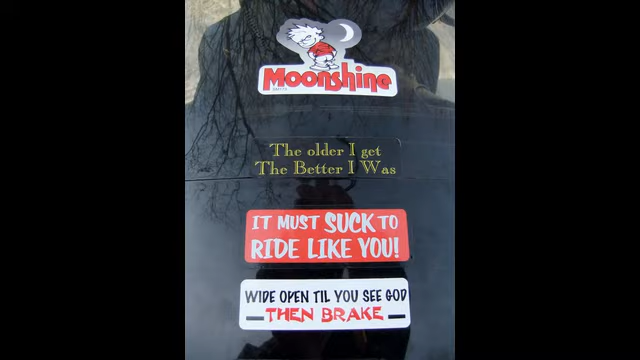 Moonshine
The older I get
The Better I Was
IT MUST SUCK TO
RIDE LIKE YOU!
WIDE OPEN TIL YOU SEE GOD
THEN BRAKE